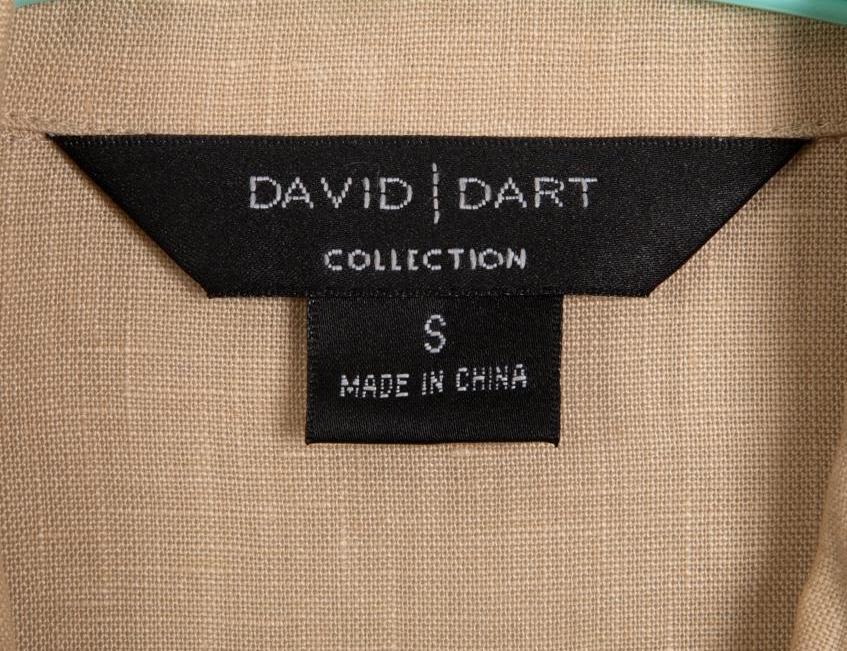 DAVID | DART
COLLECTION
S
MADE IN CHINA